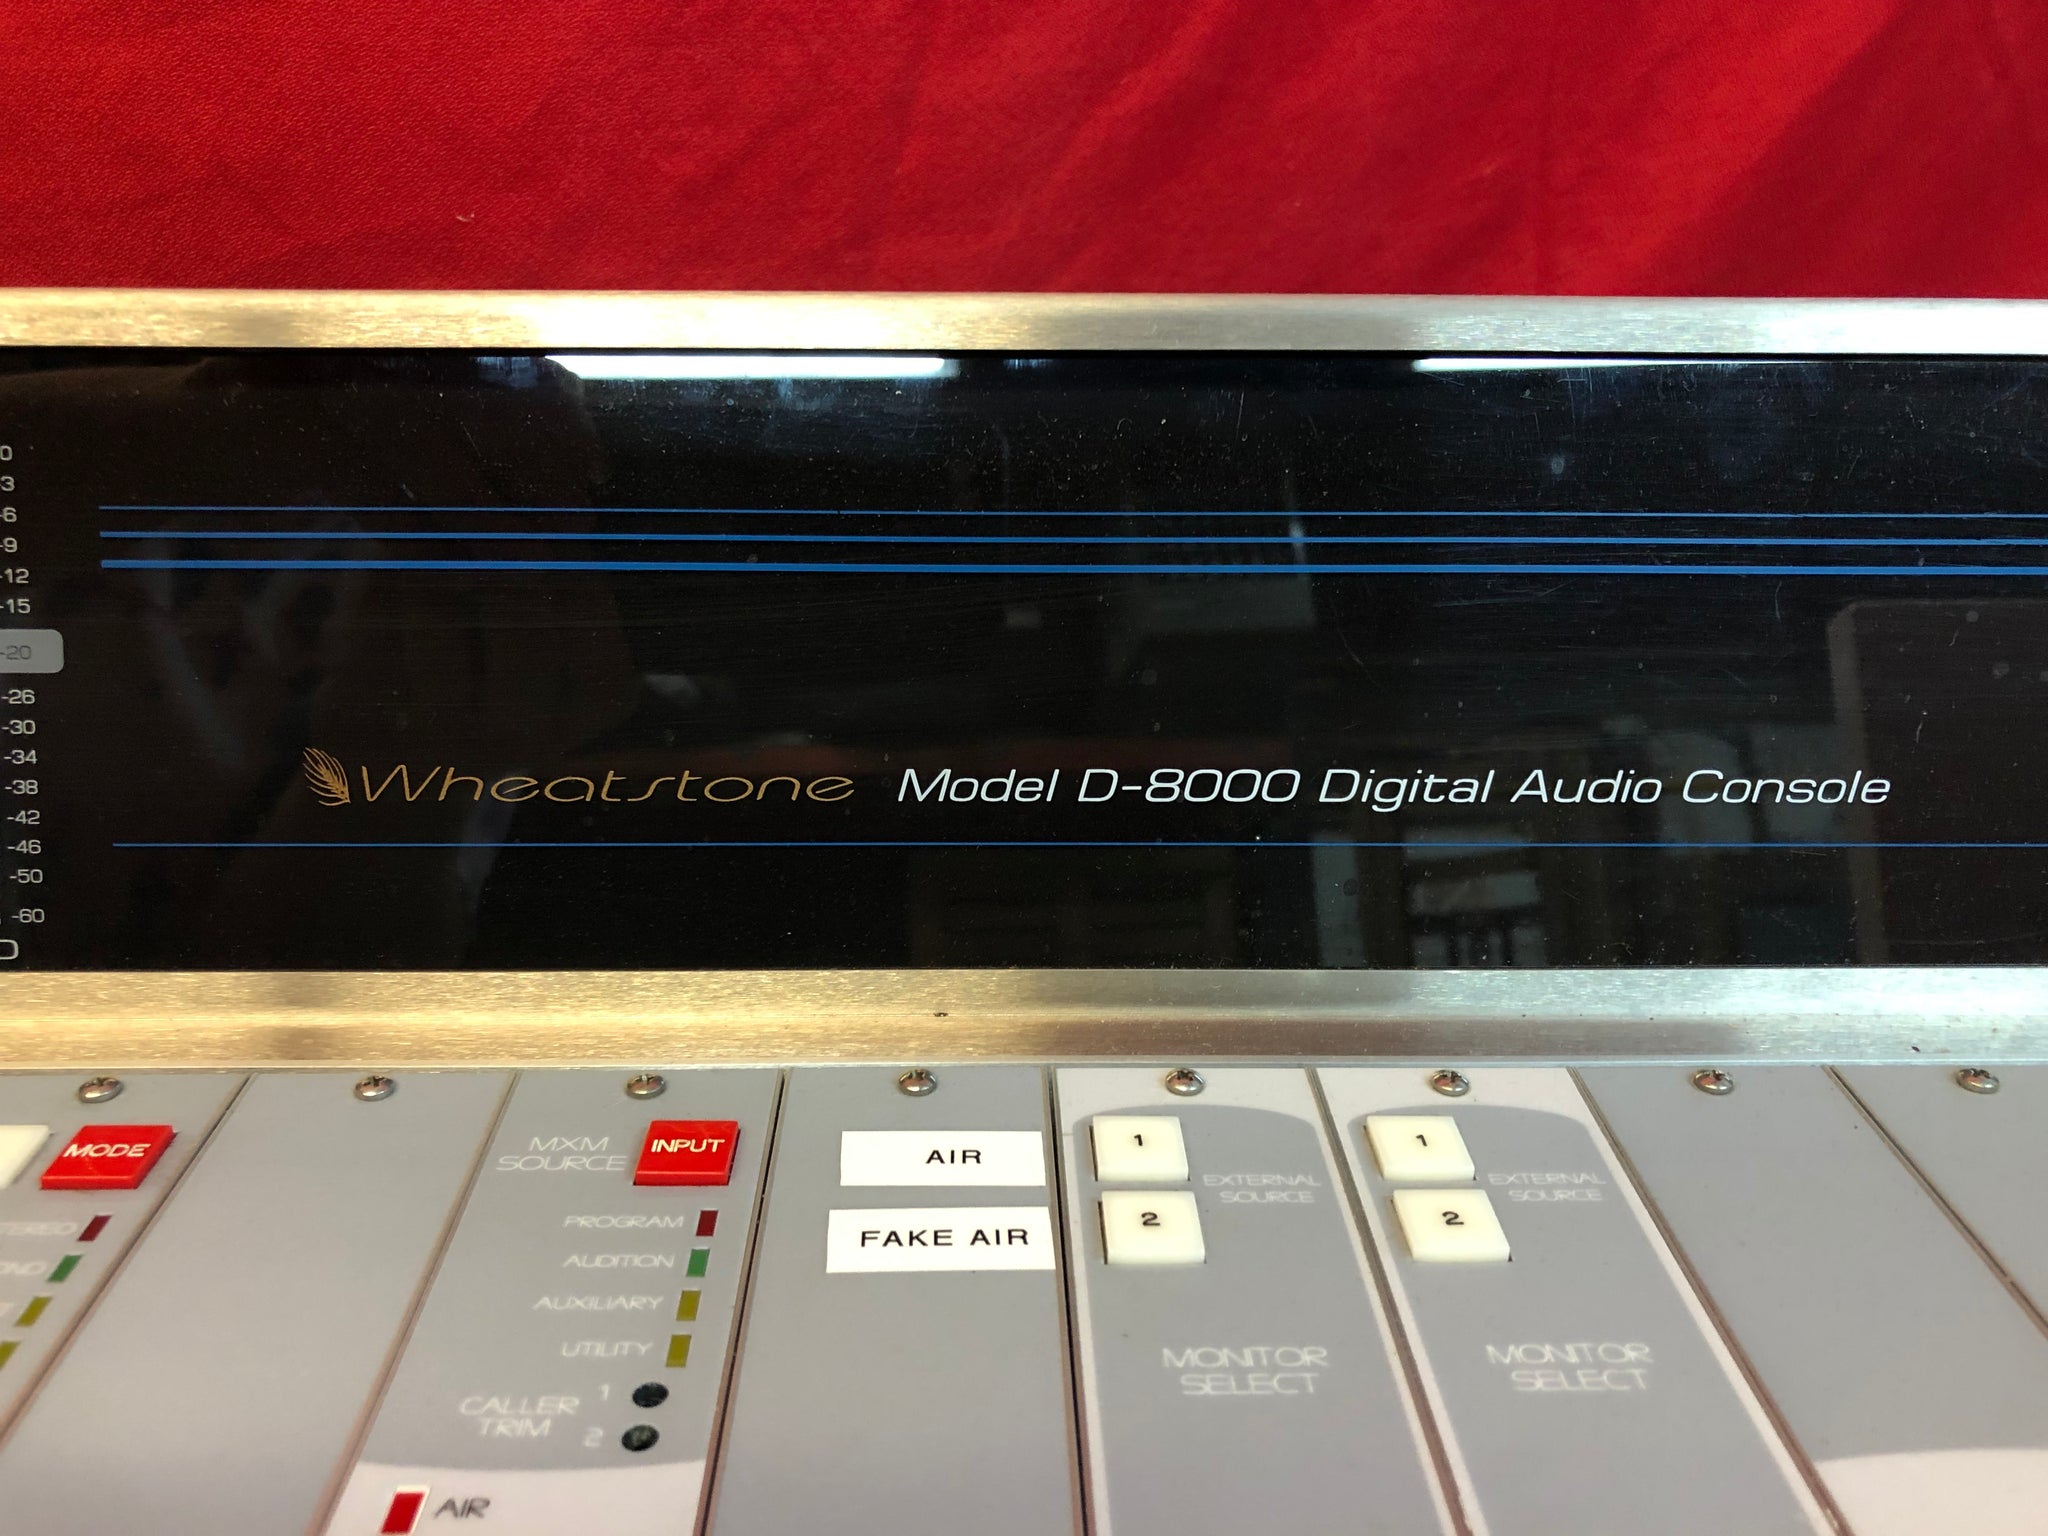 0
3
-6
-9
-12
-15
-20
-26
-30
-34
-38
-42
-46
-50
-60
Wheatstone Model D-8000 Digital Audio Console
MODE
MXM
SOURCE
INPUT
PROGRAM
AUDITION
AUXILIARY
UTILITY
CALLER
TRIM
1
2
AIR
AIR
FAKE AIR
1
2
EXTERNAL
SOURCE
MONITOR
SELECT
1
2
EXTERNAL
SOURCE
MONITOR
SELECT